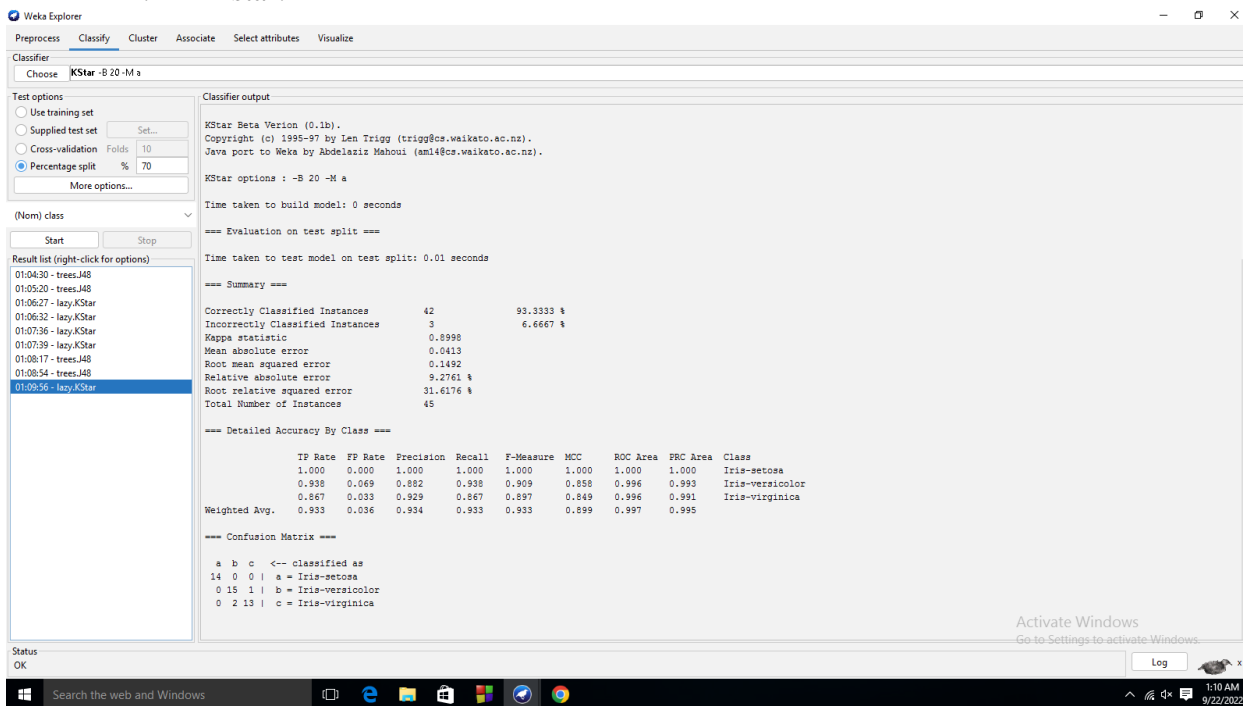 Weka Explorer
Preprocess Classify Cluster Associate Select attributes Visualize
Classifier
Choose KStar -B 20 -M a
Test options
Use training set
Supplied test set Set...
Cross-validation Folds 10
Percentage split % 70
More options...
(Nom) class
Start Stop
Result list (right-click for options)
01:04:30 - trees.J48
01:05:20 - trees.J48
01:06:27 - lazy.KStar
01:06:32 - lazy.KStar
01:07:36 - lazy.KStar
01:07:39 - lazy.KStar
01:08:17 - trees.J48
01:08:54 - trees.J48
01:09:56 - lazy.KStar
Classifier output
KStar Beta Verion (0.1b).
Copyright (c) 1995-97 by Len Trigg (trigg@cs.waikato.ac.nz).
Java port to Weka by Abdelaziz Mahoui (am14@cs.waikato.ac.nz).
KStar options : -B 20 -M a
Time taken to build model: 0 seconds
=== Evaluation on test split ===
Time taken to test model on test split: 0.01 seconds
=== Summary ===
Correctly Classified Instances 42 93.3333 %
Incorrectly Classified Instances 3 6.6667 %
Kappa statistic 0.8998
Mean absolute error 0.0413
Root mean squared error 0.1492
Relative absolute error 9.2761 %
Root relative squared error 31.6176 %
Total Number of Instances 45
=== Detailed Accuracy By Class ===
TP Rate FP Rate Precision Recall F-Measure MCC ROC Area PRC Area Class
1.000 0.000 1.000 1.000 1.000 1.000 1.000 1.000 Iris-setosa
0.938 0.069 0.882 0.938 0.909 0.858 0.996 0.993 Iris-versicolor
0.867 0.033 0.929 0.867 0.897 0.849 0.996 0.991 Iris-virginica
Weighted Avg. 0.933 0.036 0.934 0.933 0.933 0.899 0.997 0.995
=== Confusion Matrix ===
a b c <-- classified as
14 0 0 | a = Iris-setosa
0 15 1 | b = Iris-versicolor
0 2 13 | c = Iris-virginica
Activate Windows
Go to Settings to activate Windows.
Status
OK
Log
x
Search the web and Windows
1:10 AM
9/22/2022